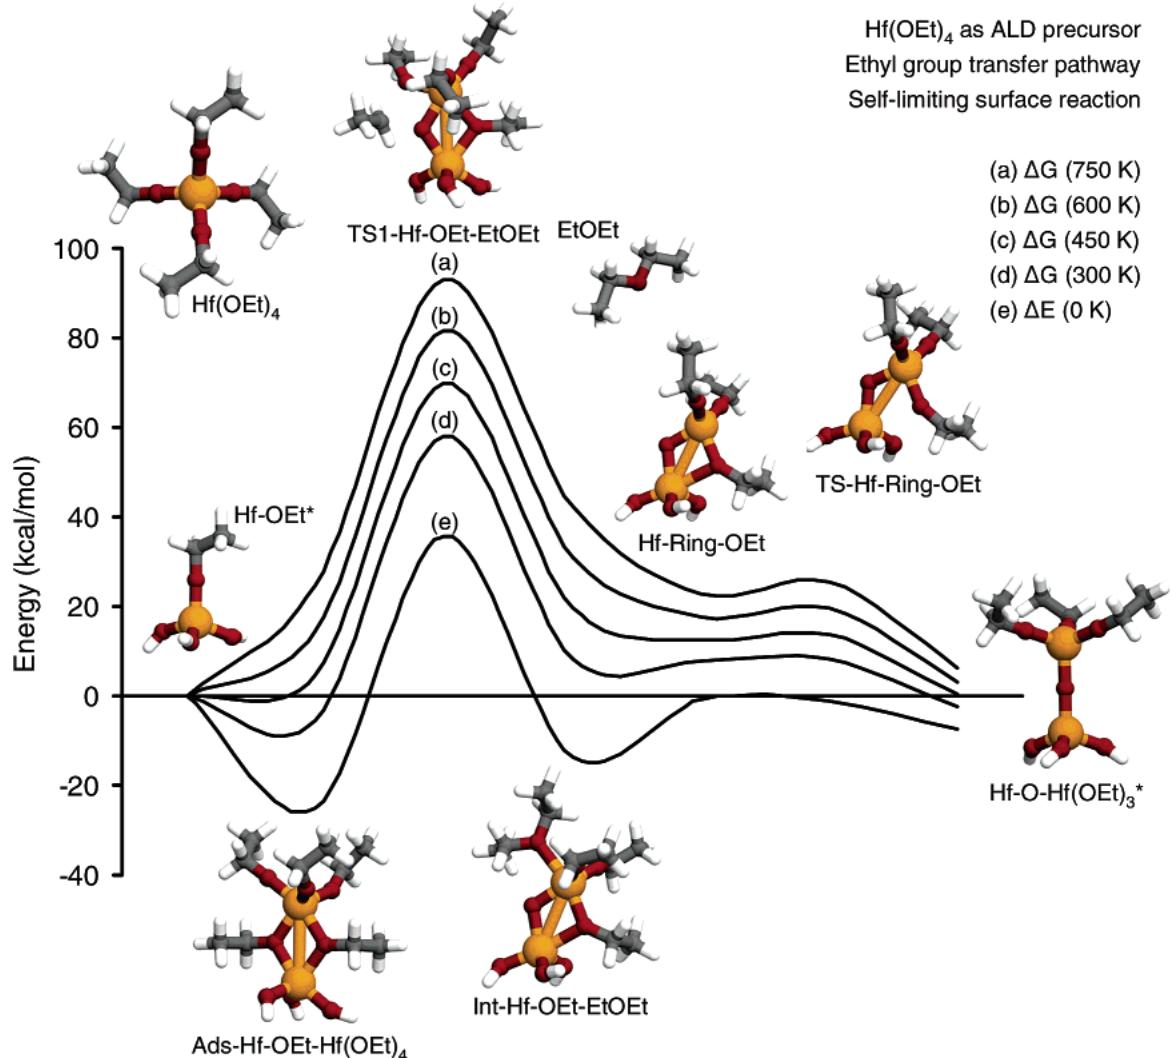 Hf(OEt)4 as ALD precursor
Ethyl group transfer pathway
Self-limiting surface reaction
(a) ΔG (750 K)
(b) ΔG (600 K)
(c) ΔG (450 K)
(d) ΔG (300 K)
(e) ΔE (0 K)
TS1-Hf-OEt-EtOEt
EtOEt
Hf(OEt)4
100
80
60
40
20
0
-20
-40
Energy (kcal/mol)
(a)
(b)
(c)
(d)
(e)
Hf-OEt*
TS-Hf-Ring-OEt
Hf-Ring-OEt
Hf-O-Hf(OEt)3*
Int-Hf-OEt-EtOEt
Ads-Hf-OEt-Hf(OEt)4